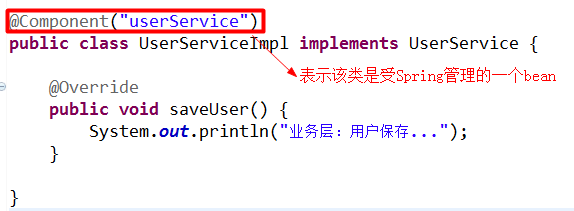 @Component("userService")
public class UserServiceImpl implements UserService {
表示该类是受Spring管理的一个bean
@Override
public void saveUser() {
System.out.println("业务层：用户保存...");
}
}